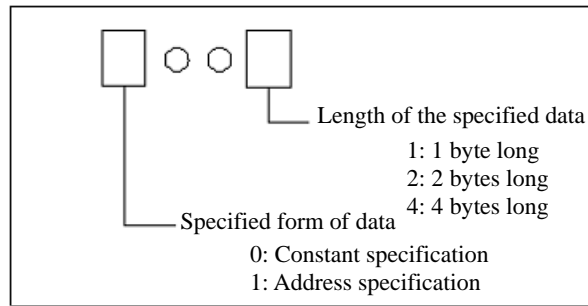 Length of the specified data
1: 1 byte long
2: 2 bytes long
4: 4 bytes long
Specified form of data
0: Constant specification
1: Address specification